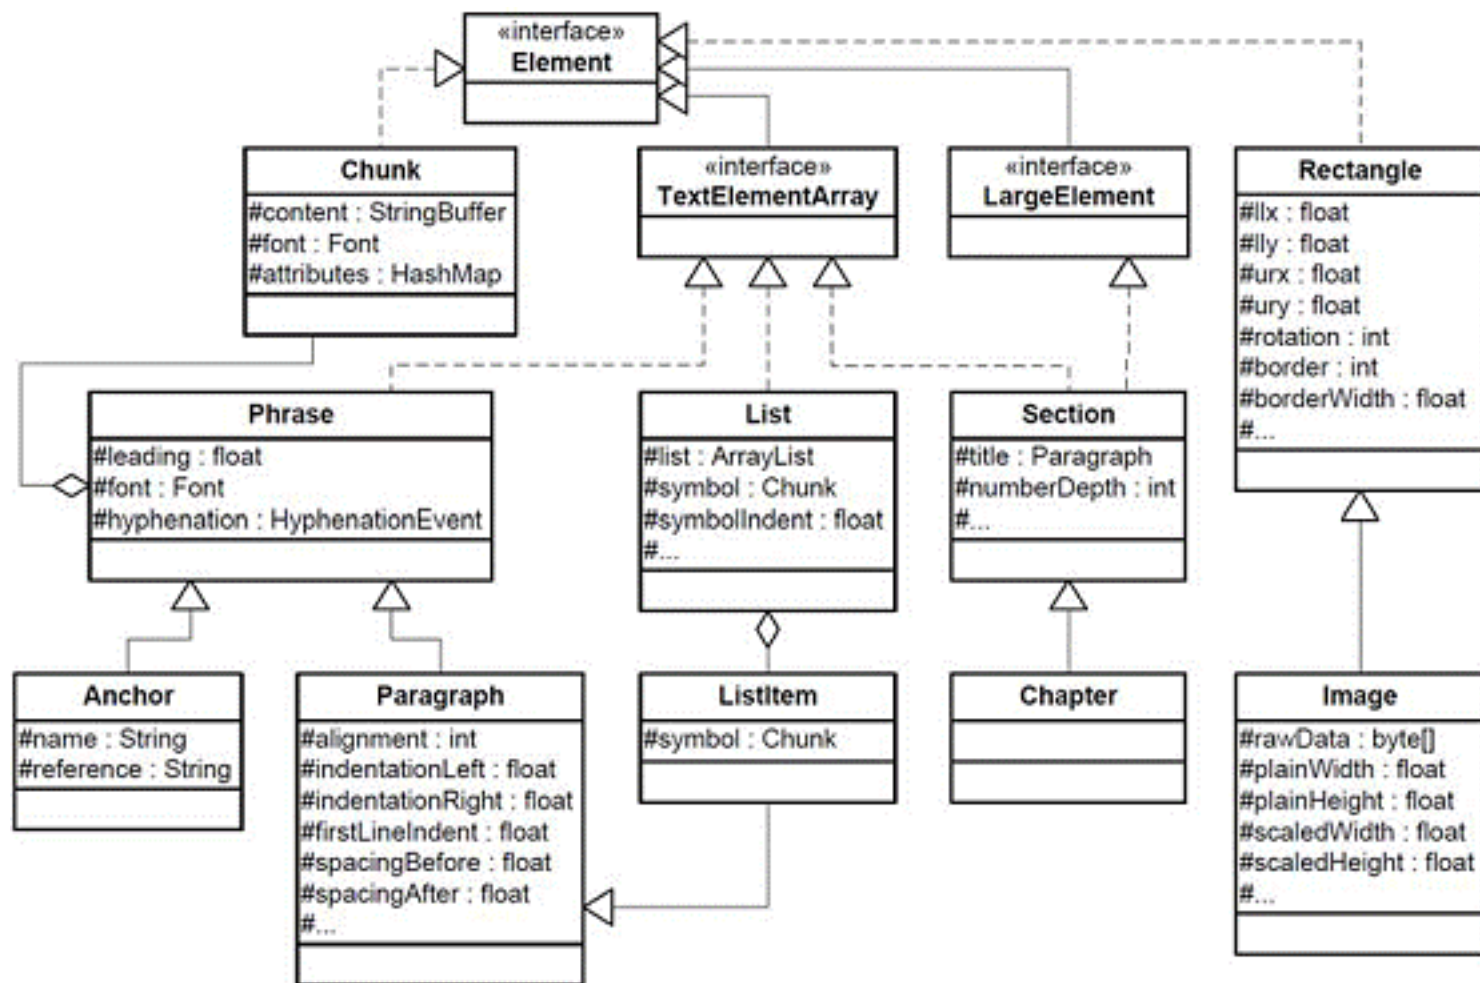 «interface»
Element
Chunk
#content : StringBuffer
#font : Font
#attributes : HashMap
«interface»
TextElementArray
«interface»
LargeElement
Rectangle
#llx : float
#lly : float
#urx : float
#ury : float
#rotation : int
#border : int
#borderWidth : float
#...
Phrase
#leading : float
#font : Font
#hyphenation : HyphenationEvent
List
#list : ArrayList
#symbol : Chunk
#symbolIndent : float
#...
Section
#title : Paragraph
#numberDepth : int
#...
Anchor
#name : String
#reference : String
Paragraph
#alignment : int
#indentationLeft : float
#indentationRight : float
#firstLineIndent : float
#spacingBefore : float
#spacingAfter : float
#...
ListItem
#symbol : Chunk
Chapter
Image
#rawData : byte[]
#plainWidth : float
#plainHeight : float
#scaledWidth : float
#scaledHeight : float
#...